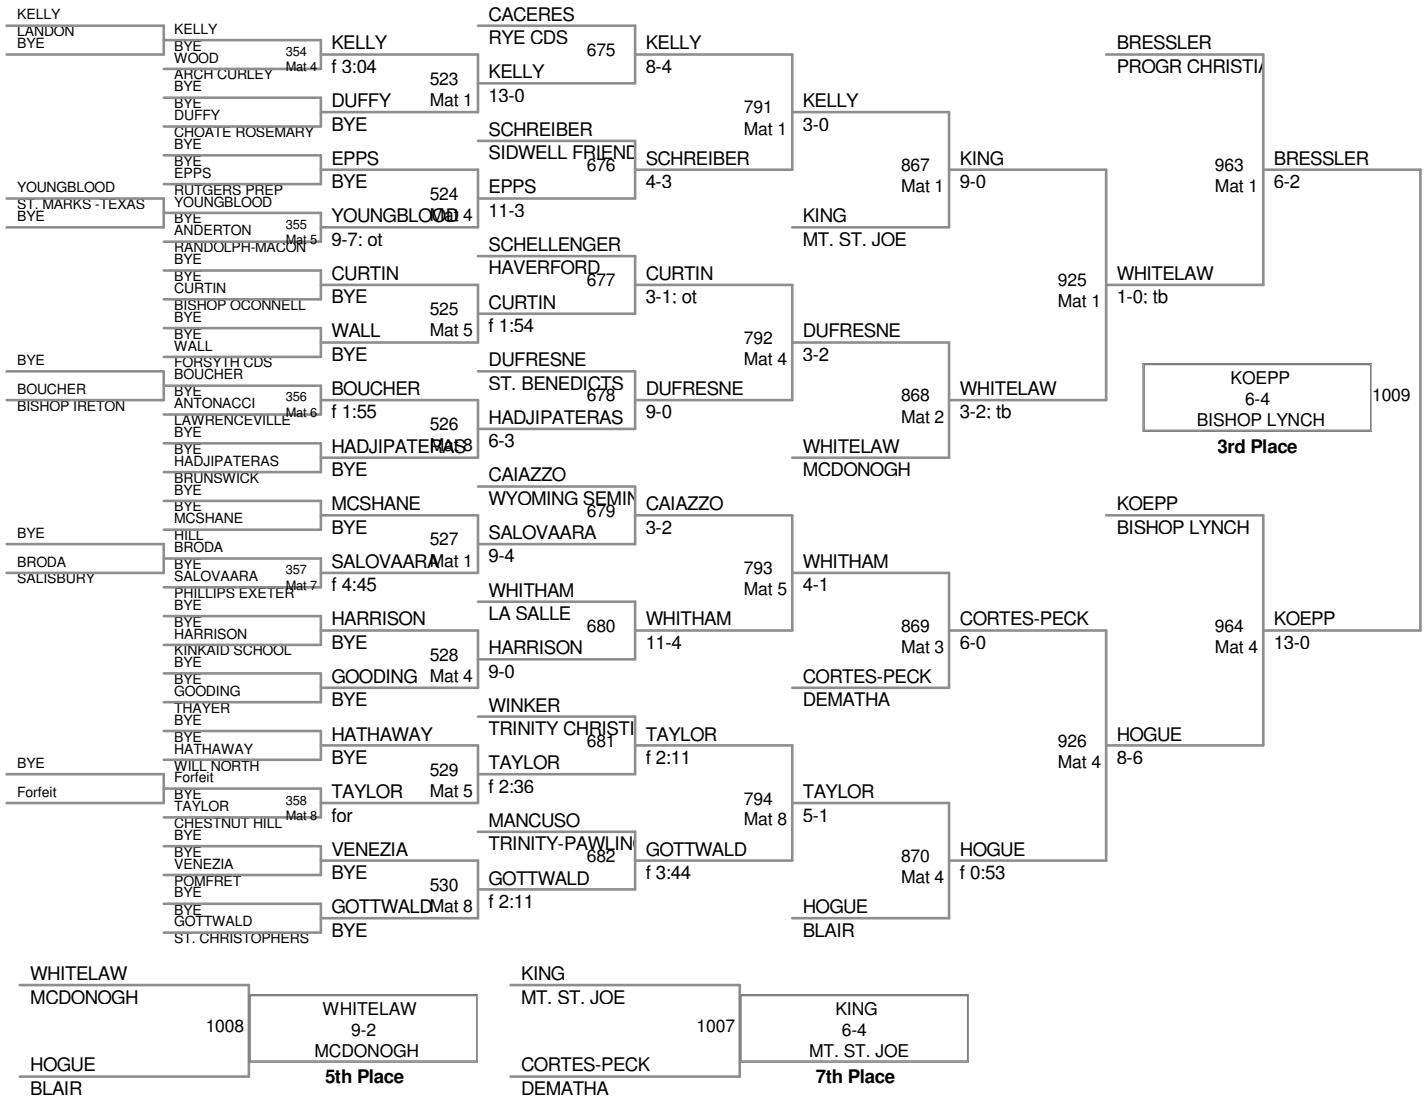 KELLY
LANDON
BYE
YOUNGBLOOD
ST. MARKS -TEXAS
BYE
BYE
BOUCHER
BISHOP IRETON
BYE
BRODA
SALISBURY
BYE
Forfeit
KELLY
BYE
WOOD
354
Mat 4
ARCH CURLEY
BYE
BYE
DUFFY
CHOATE ROSEMARY
BYE
BYE
EPPS
RUTGERS PREP
YOUNGBLOOD
BYE
ANDERTON
355
Mat 5
RANDOLPH-MACON
BYE
BYE
CURTIN
BISHOP OCONNELL
BYE
BYE
WALL
FORSYTH CDS
BOUCHER
BYE
ANTONACCI
356
Mat 6
LAWRENCEVILLE
BYE
BYE
HADJIPATERAS
BRUNSWICK
BYE
BYE
MCSHANE
HILL
BRODA
BYE
SALOVAARA
357
Mat 7
PHILLIPS EXETER
BYE
BYE
HARRISON
KINKAID SCHOOL
BYE
BYE
GOODING
THAYER
BYE
BYE
HATHAWAY
WILL NORTH
Forfeit
BYE
TAYLOR
358
Mat 8
CHESTNUT HILL
BYE
BYE
VENEZIA
POMFRET
BYE
BYE
GOTTWALD
ST. CHRISTOPHERS
KELLY
f 3:04
523
Mat 1
DUFFY
BYE
EPPS
BYE
524
Mat 4
YOUNGBLOOD
9-7: ot
CURTIN
BYE
525
Mat 5
WALL
BYE
BOUCHER
f 1:55
526
Mat 8
HADJIPATERAS
BYE
MCSHANE
BYE
527
Mat 1
SALOVAARA
f 4:45
HARRISON
BYE
528
Mat 4
GOODING
BYE
HATHAWAY
BYE
529
Mat 5
TAYLOR
for
VENEZIA
BYE
530
Mat 8
GOTTWALD
BYE
CACERES
RYE CDS
675
KELLY
13-0
SCHREIBER
SIDWELL FRIEND
676
EPPS
11-3
SCHELLENGER
HAVERFORD
677
CURTIN
f 1:54
DUFRESNE
ST. BENEDICTS
678
HADJIPATERAS
6-3
CAIAZZO
WYOMING SEMIN
679
SALOVAARA
9-4
WHITHAM
LA SALLE
680
HARRISON
9-0
WINKER
TRINITY CHRISTI
681
TAYLOR
f 2:36
MANCUSO
TRINITY-PAWLING
682
GOTTWALD
f 2:11
KELLY
8-4
791
Mat 1
SCHREIBER
4-3
CURTIN
3-1: ot
792
Mat 4
DUFRESNE
9-0
CAIAZZO
3-2
793
Mat 5
WHITHAM
11-4
TAYLOR
f 2:11
794
Mat 8
GOTTWALD
f 3:44
KELLY
3-0
867
Mat 1
KING
MT. ST. JOE
DUFRESNE
3-2
868
Mat 2
WHITELAW
MCDONOGH
WHITHAM
4-1
869
Mat 3
CORTES-PECK
DEMATHA
TAYLOR
5-1
870
Mat 4
HOGUE
BLAIR
KING
9-0
925
Mat 1
WHITELAW
3-2: tb
CORTES-PECK
6-0
926
Mat 4
HOGUE
f 0:53
BRESSLER
PROGR CHRISTIA
963
Mat 1
WHITELAW
1-0: tb
KOEPP
BISHOP LYNCH
964
Mat 4
HOGUE
8-6
BRESSLER
6-2
KOEPP
13-0
KOEPP
6-4
BISHOP LYNCH
1009
3rd Place
WHITELAW
MCDONOGH
1008
HOGUE
BLAIR
WHITELAW
9-2
MCDONOGH
5th Place
KING
MT. ST. JOE
1007
CORTES-PECK
DEMATHA
KING
6-4
MT. ST. JOE
7th Place